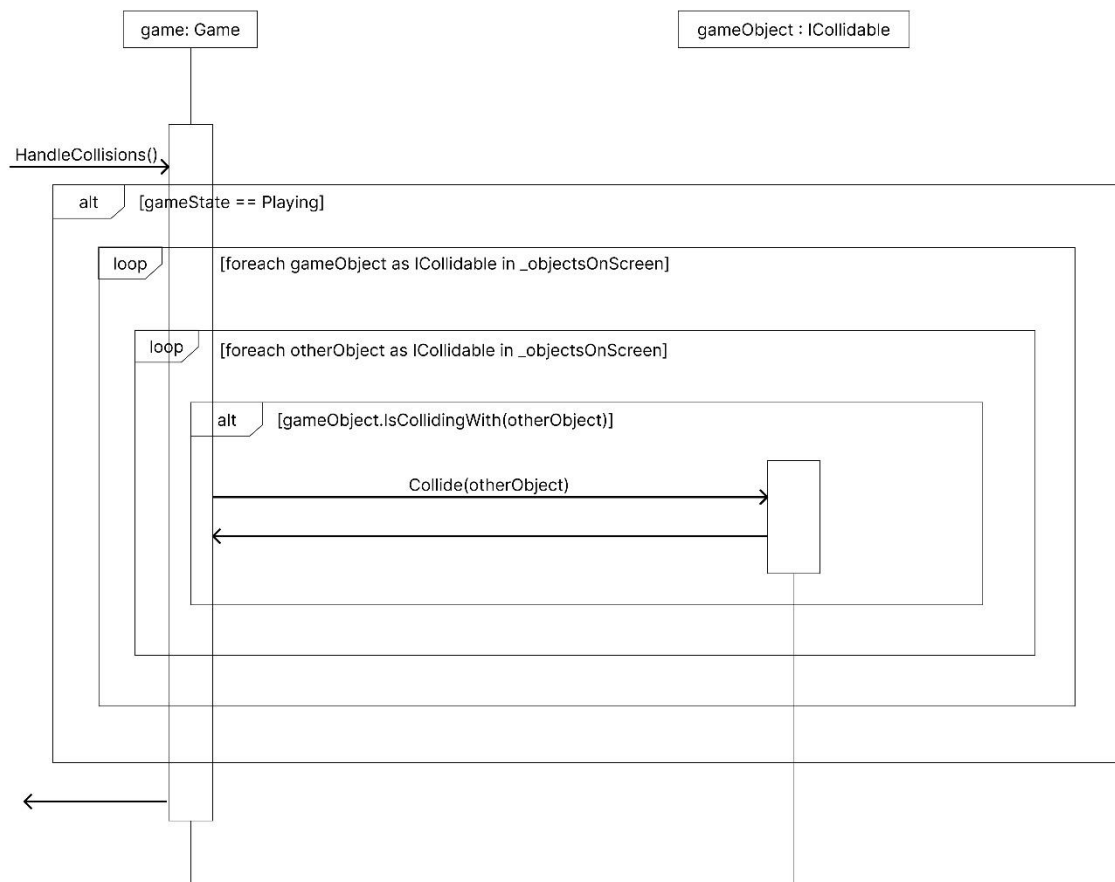 game: Game
gameObject : ICollidable
HandleCollisions()
alt [gameState == Playing]
loop [foreach gameObject as ICollidable in _objectsOnScreen]
loop [foreach otherObject as ICollidable in _objectsOnScreen]
alt [gameObject.IsCollidingWith(otherObject)]
Collide(otherObject)